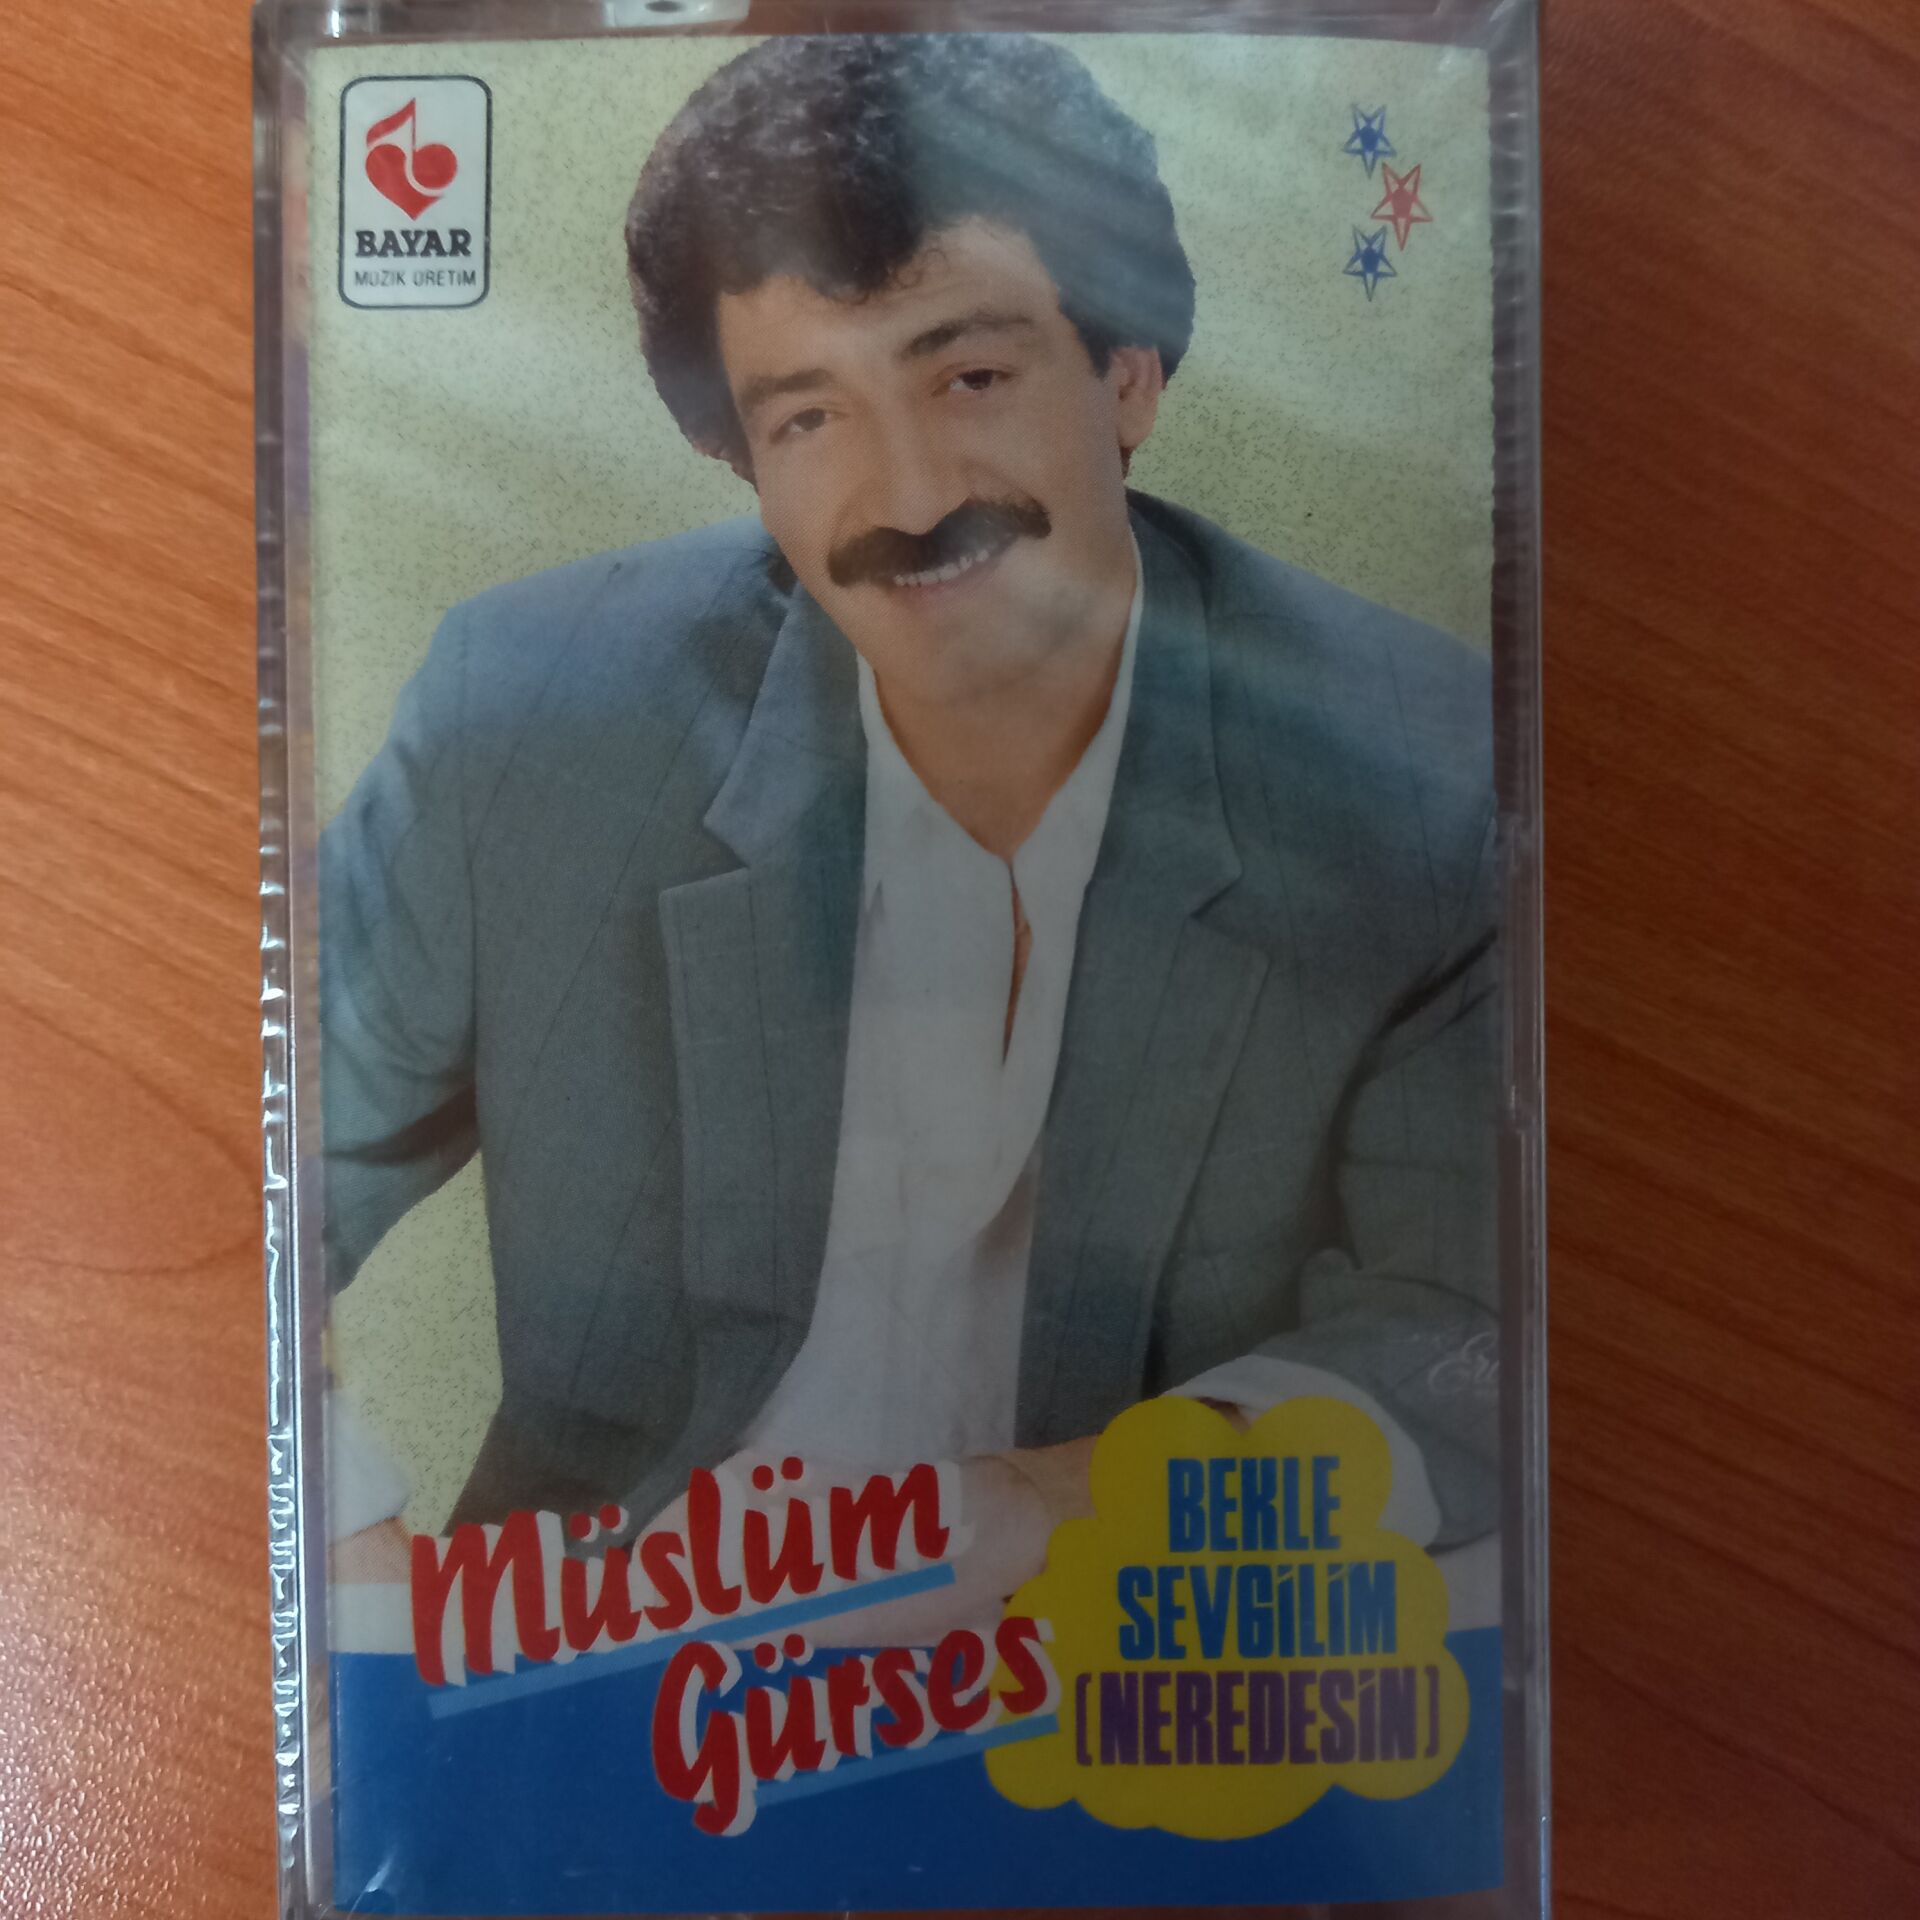 BAYAR
MÜZİK ÜRETİM
Müslüm
Gürses
BEKLE
SEVGİLİM
(NEREDESİN)